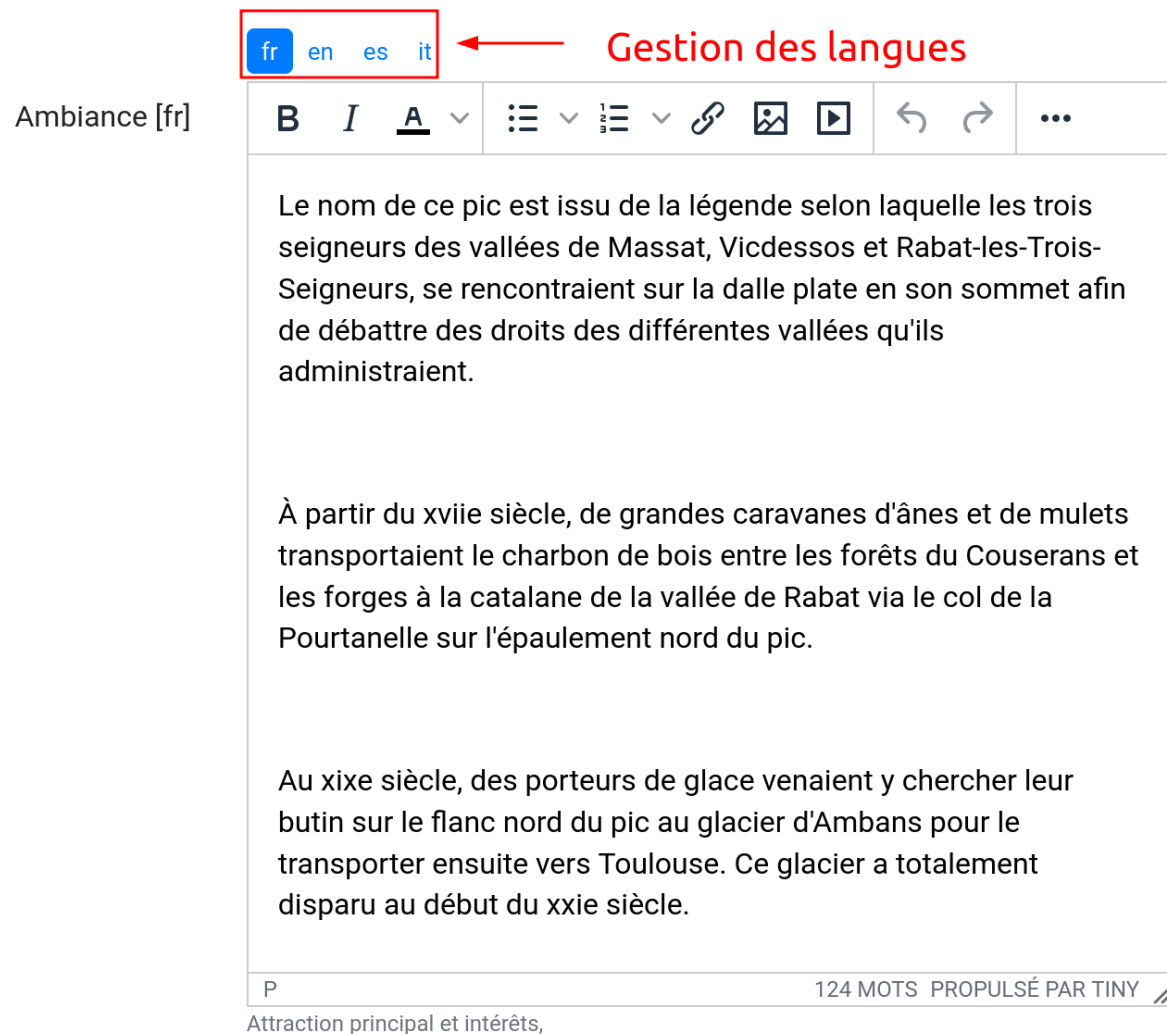 fr en es it Gestion des langues
Ambiance [fr]
Le nom de ce pic est issu de la légende selon laquelle les trois
seigneurs des vallées de Massat, Vicdessos et Rabat-les-Trois-
Seigneurs, se rencontraient sur la dalle plate en son sommet afin
de débattre des droits des différentes vallées qu'ils
administraient.
À partir du xviie siècle, de grandes caravanes d'ânes et de mulets
transportaient le charbon de bois entre les forêts du Couserans et
les forges à la catalane de la vallée de Rabat via le col de la
Pourtanelle sur l'épaulement nord du pic.
Au xixe siècle, des porteurs de glace venaient y chercher leur
butin sur le flanc nord du pic au glacier d'Ambans pour le
transporter ensuite vers Toulouse. Ce glacier a totalement
disparu au début du xxie siècle.
P 124 MOTS PROPULSÉ PAR TINY
Attraction principal et intérêts,